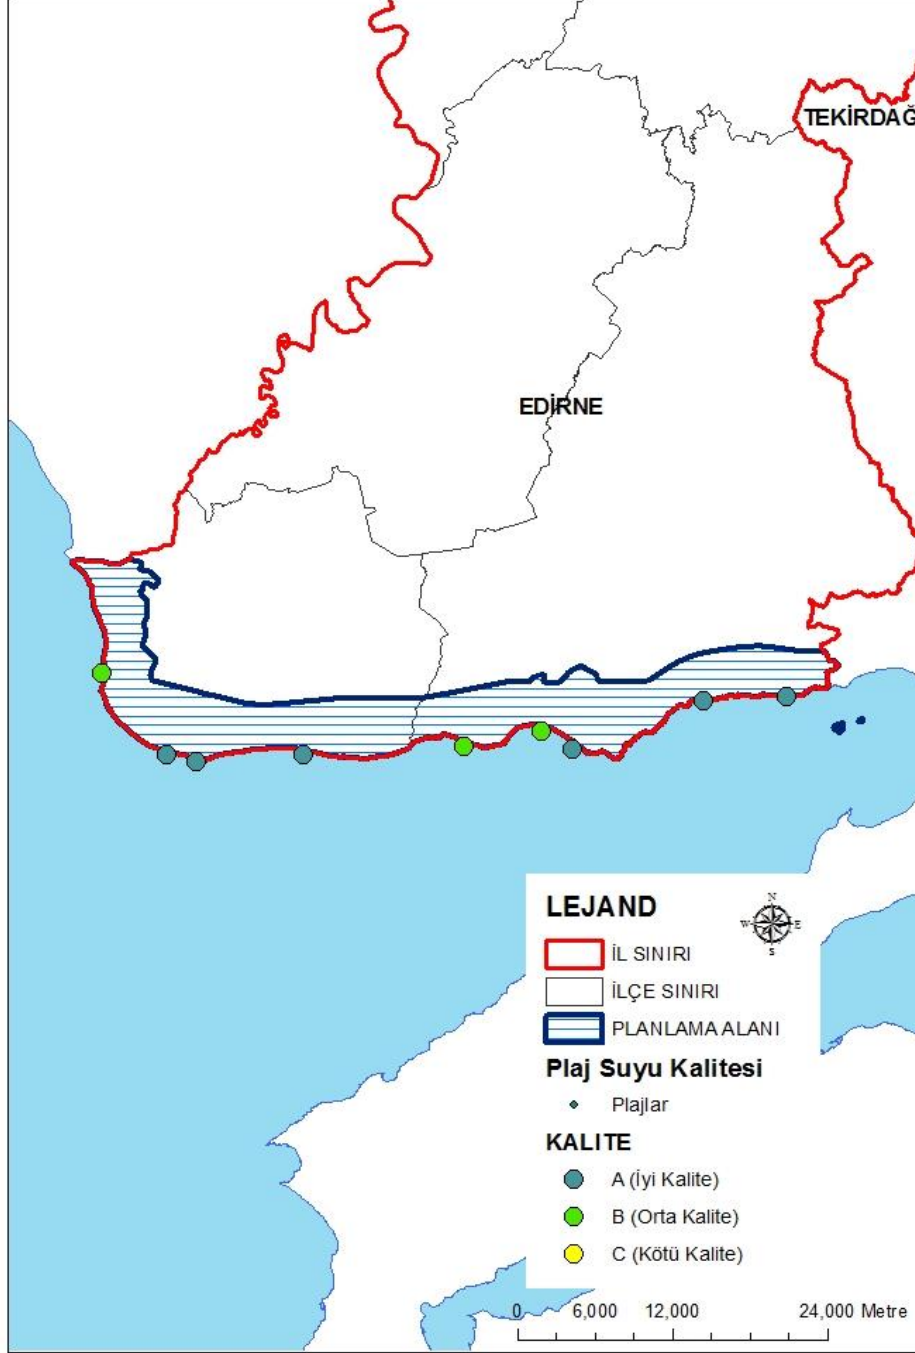 TEKİRDAĞ
EDİRNE
LEJAND
N
W E
S
İL SINIRI
İLÇE SINIRI
PLANLAMA ALANI
Plaj Suyu Kalitesi
Plajlar
KALITE
A (İyi Kalite)
B (Orta Kalite)
C (Kötü Kalite)
0 6,000 12,000 24,000 Metre